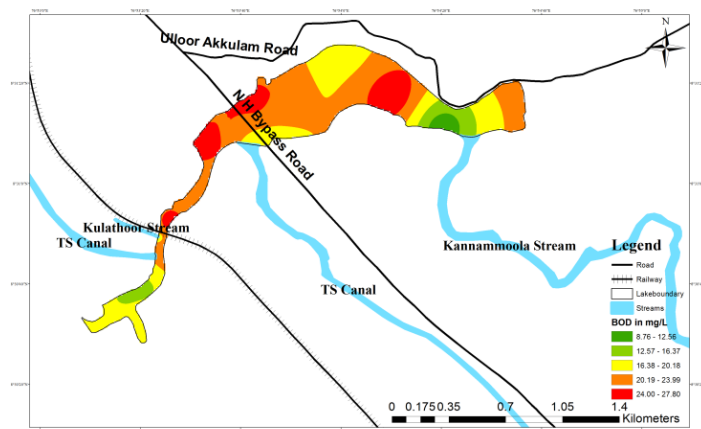 N
Ulloor Akkulam Road
N H Bypass Road
Kulathoor Stream
TS Canal
Kannammoola Stream
TS Canal
Legend
Road
Railway
Lakeboundary
Streams
BOD in mg/L
8.76 - 12.56
12.57 - 16.37
16.38 - 20.18
20.19 - 23.99
24.00 - 27.80
0 0.175 0.35 0.7 1.05 1.4
Kilometers